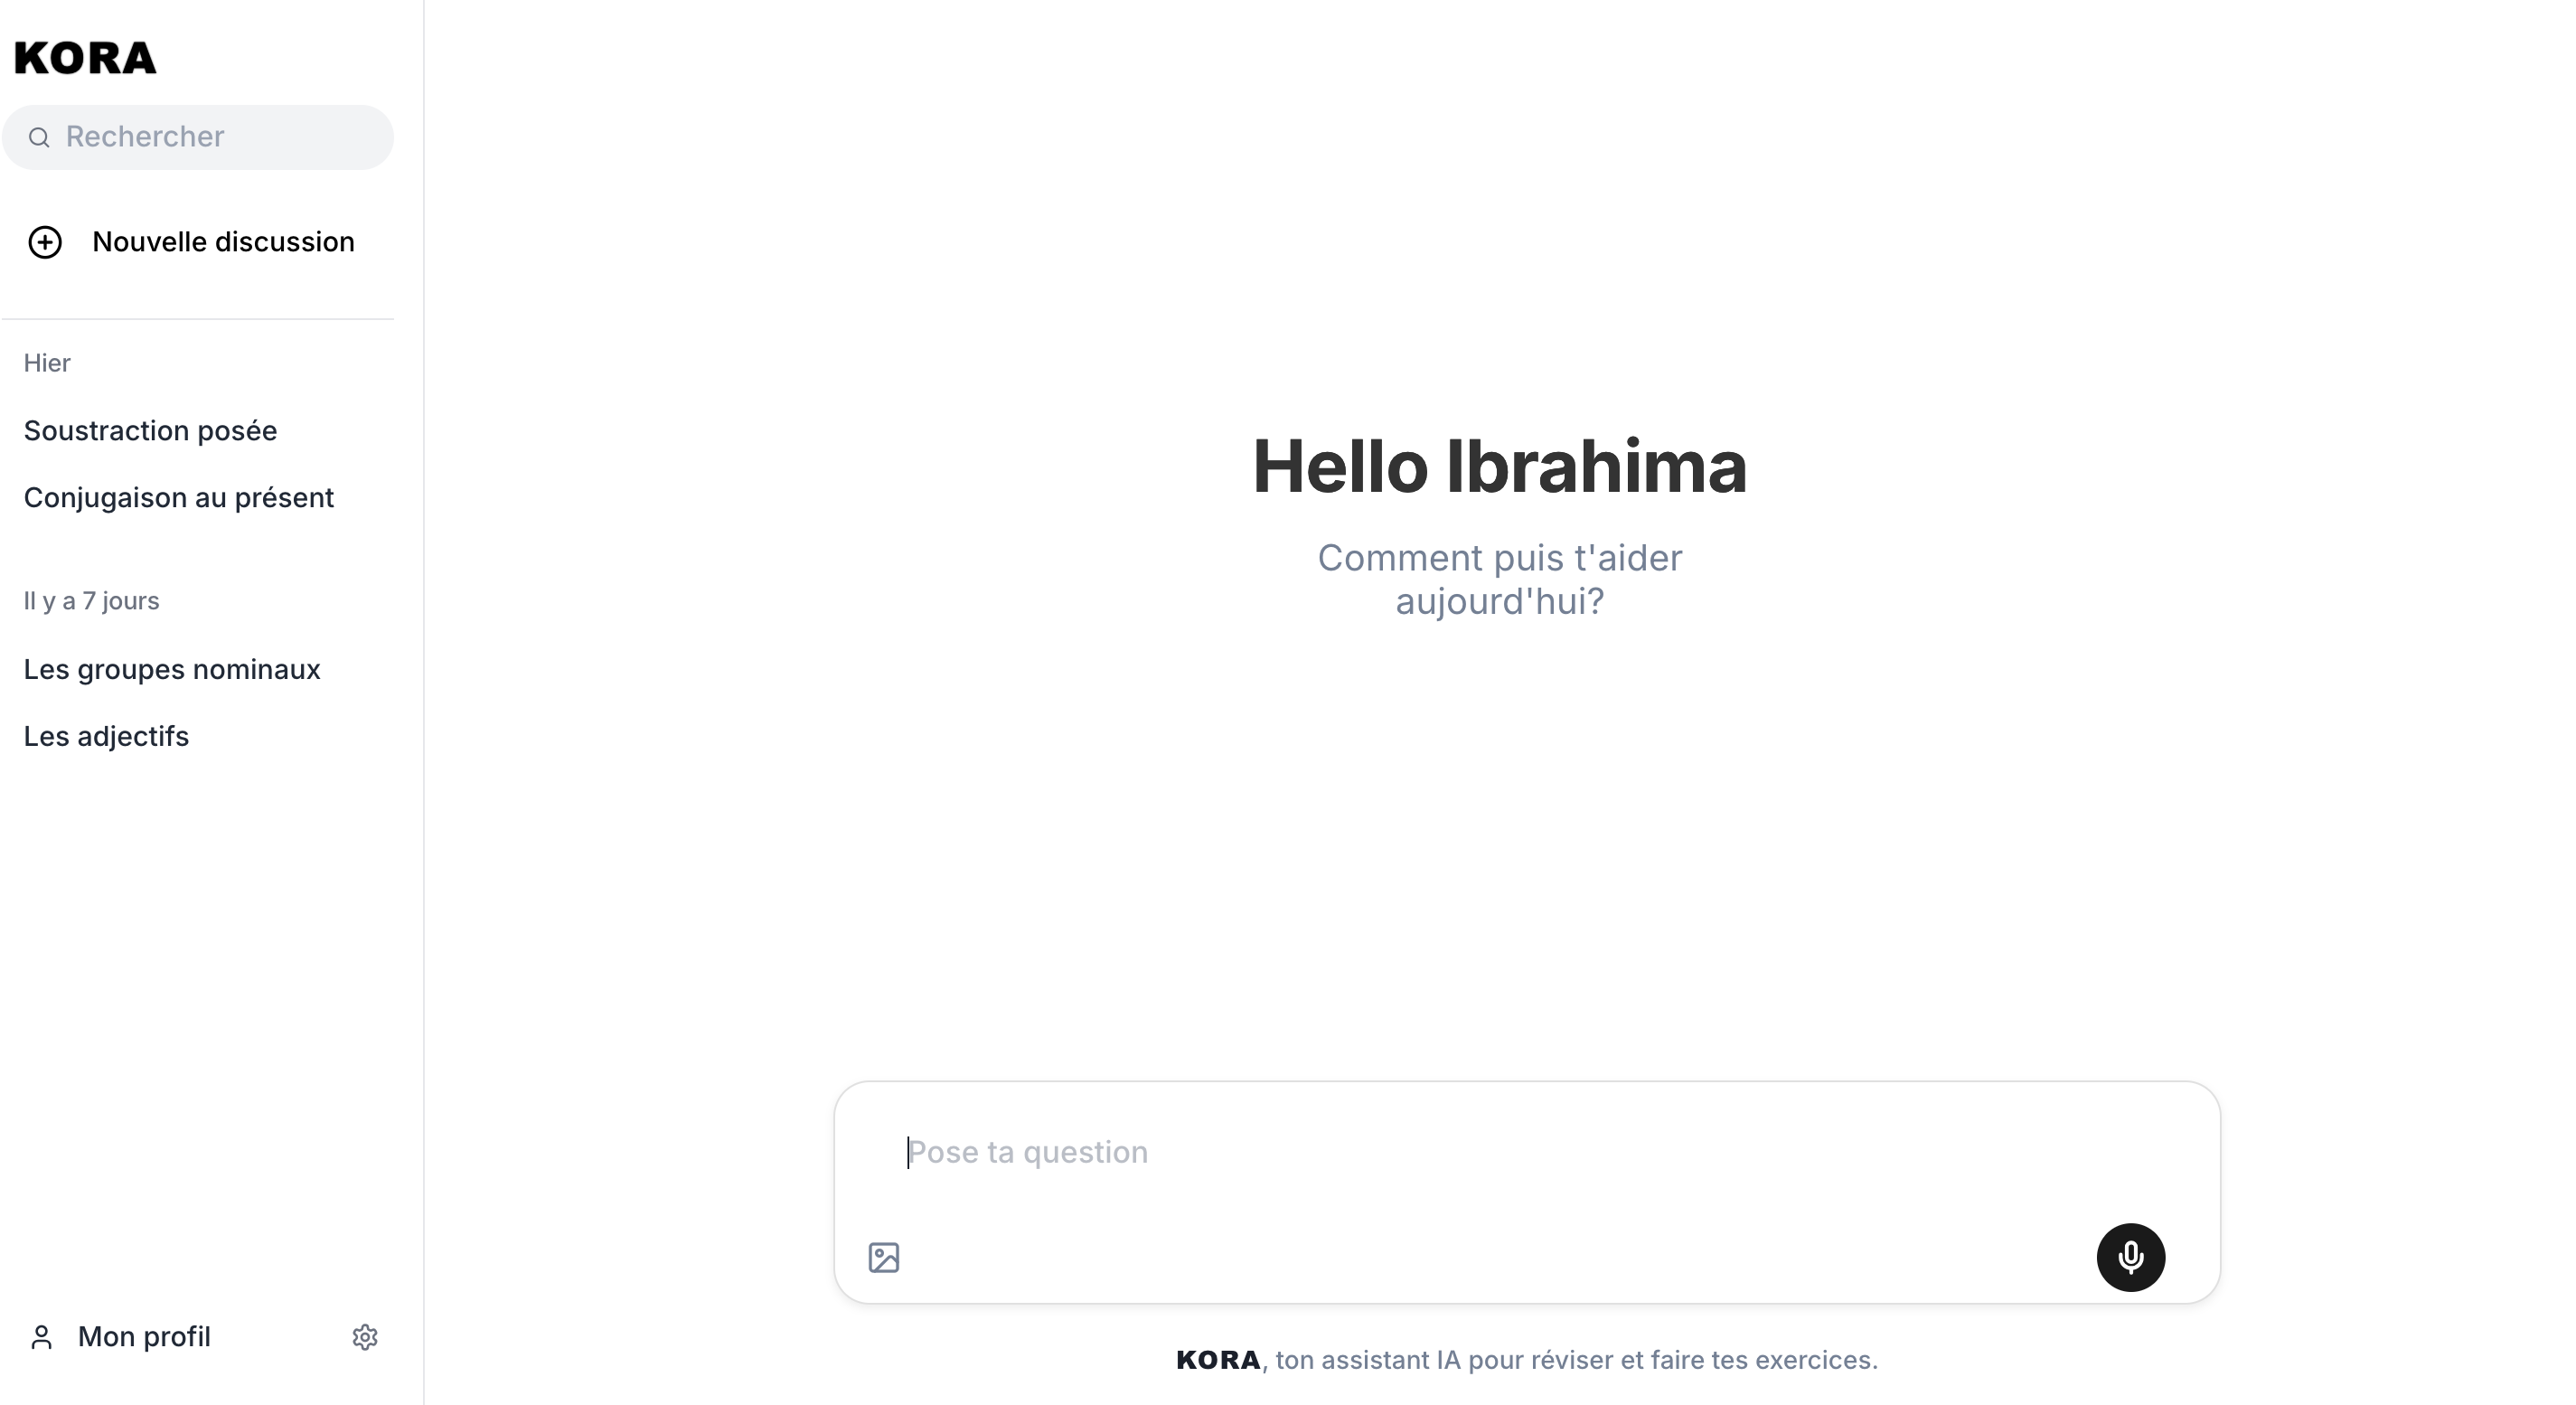 KORA
Rechercher
Nouvelle discussion
Hier
Soustraction posée
Conjugaison au présent
Il y a 7 jours
Les groupes nominaux
Les adjectifs
Mon profil
Hello Ibrahima
Comment puis t'aider
aujourd'hui?
Pose ta question
KORA, ton assistant IA pour réviser et faire tes exercices.